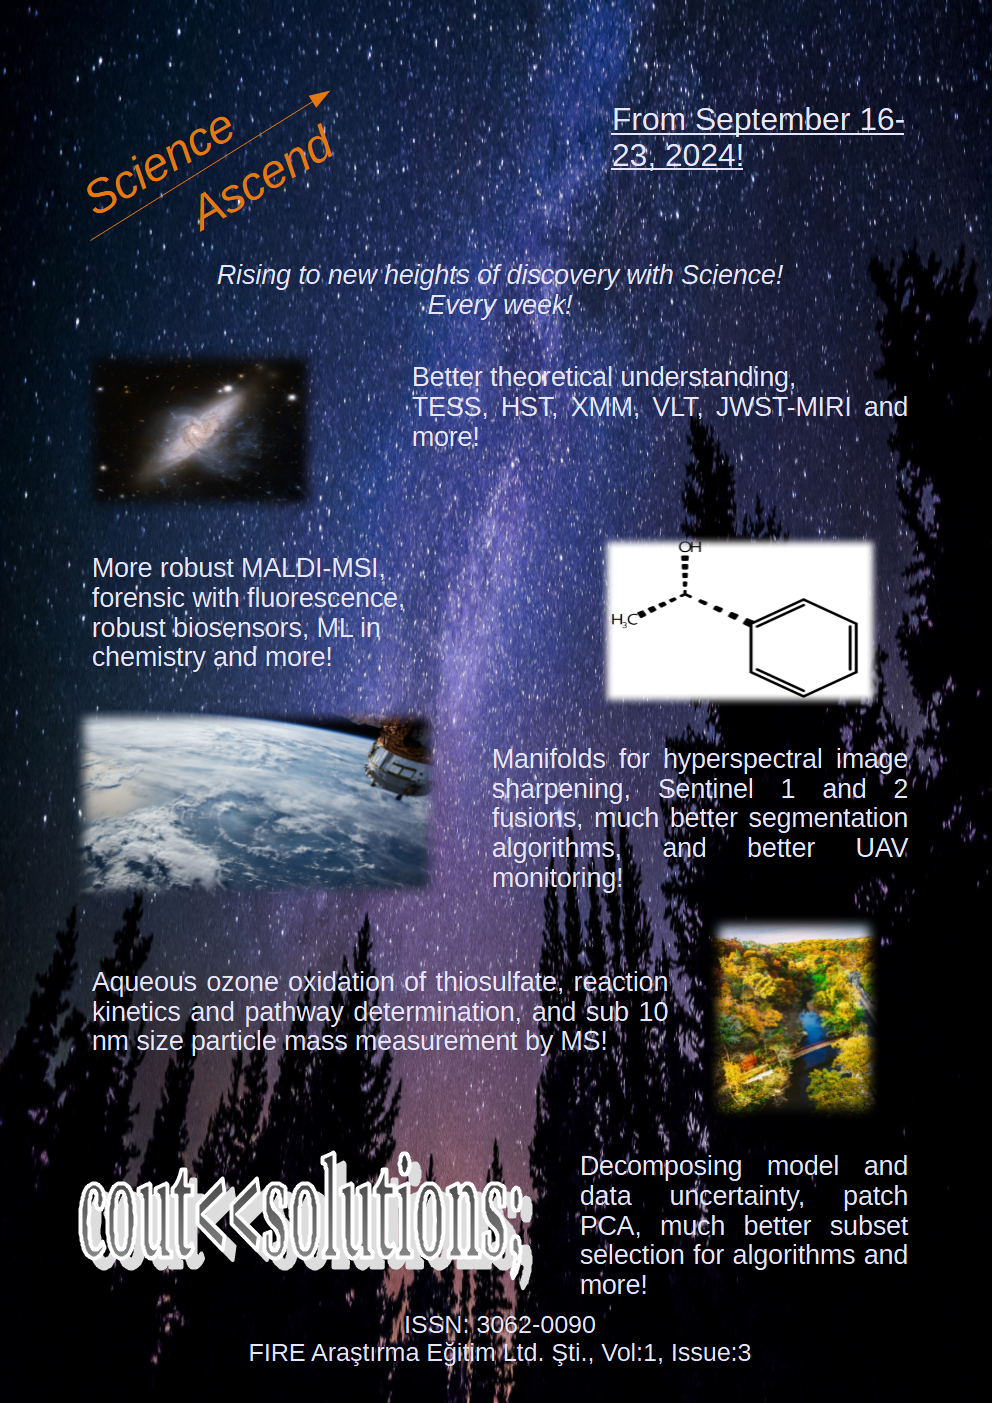 Science
Ascend
From September 16-
23, 2024!
Rising to new heights of discovery with Science!
Every week!
Better theoretical understanding,
TESS, HST, XMM, VLT, JWST-MIRI and
more!
OH
H3C
More robust MALDI-MSI,
forensic with fluorescence,
robust biosensors, ML in
chemistry and more!
Manifolds for hyperspectral image
sharpening, Sentinel 1 and 2
fusions, much better segmentation
algorithms, and better UAV
monitoring!
Aqueous ozone oxidation of thiosulfate, reaction
kinetics and pathway determination, and sub 10
nm size particle mass measurement by MS!
cout<<solutions;
Decomposing model and
data uncertainty, patch
PCA, much better subset
selection for algorithms and
more!
ISSN: 3062-0090
FIRE Araştırma Eğitim Ltd. Şti., Vol:1, Issue:3